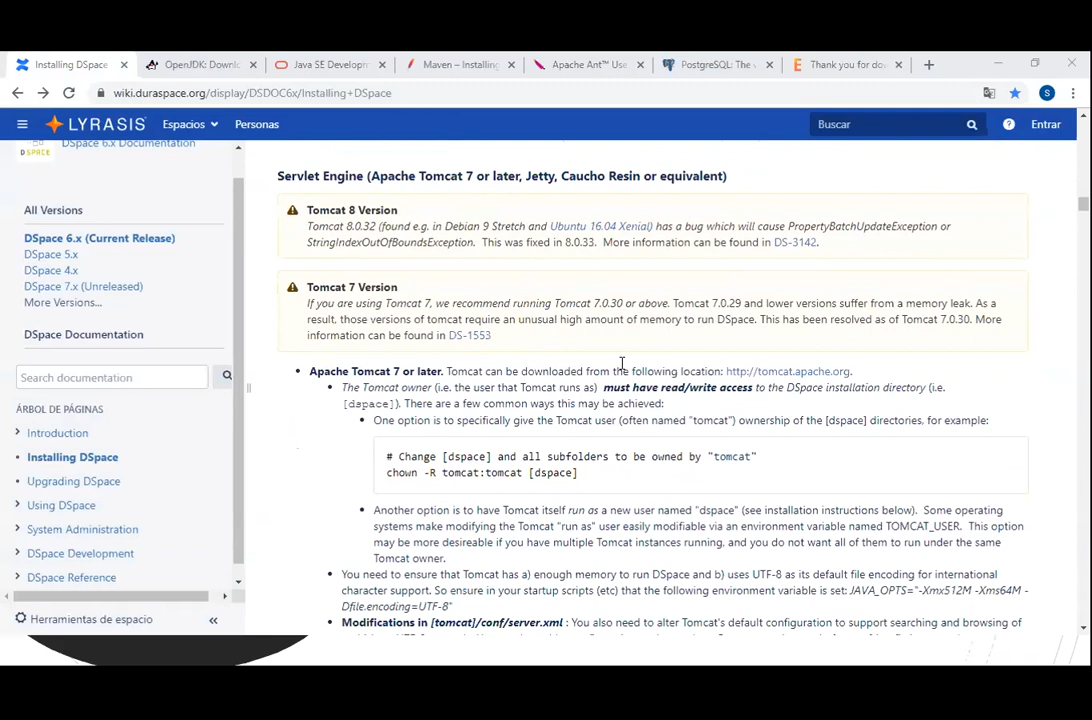 Installing DSpace
OpenJDK: Downlo
Java SE Developm
Maven – Installing
Apache Ant™ Use
PostgreSQL: The v
Thank you for dow
wiki.duraspace.org/display/DSDOC6x/Installing+DSpace
S
LYRASIS
Espacios
Personas
Buscar
Entrar
DSPACE
DSpace 6.x Documentation
All Versions
DSpace 6.x (Current Release)
DSpace 5.x
DSpace 4.x
DSpace 7.x (Unreleased)
More Versions...
DSpace Documentation
Search documentation
ÁRBOL DE PÁGINAS
Introduction
Installing DSpace
Upgrading DSpace
Using DSpace
System Administration
DSpace Development
DSpace Reference
Herramientas de espacio
Servlet Engine (Apache Tomcat 7 or later, Jetty, Caucho Resin or equivalent)
Tomcat 8 Version
Tomcat 8.0.32 (found e.g. in Debian 9 Stretch and Ubuntu 16.04 Xenial) has a bug which will cause PropertyBatchUpdateException or
StringIndexOutOfBoundsException. This was fixed in 8.0.33. More information can be found in DS-3142.
Tomcat 7 Version
If you are using Tomcat 7, we recommend running Tomcat 7.0.30 or above. Tomcat 7.0.29 and lower versions suffer from a memory leak. As a
result, those versions of tomcat require an unusual high amount of memory to run DSpace. This has been resolved as of Tomcat 7.0.30. More
information can be found in DS-1553
Apache Tomcat 7 or later. Tomcat can be downloaded from the following location: http://tomcat.apache.org.
The Tomcat owner (i.e. the user that Tomcat runs as) must have read/write access to the DSpace installation directory (i.e.
[dspace]). There are a few common ways this may be achieved:
One option is to specifically give the Tomcat user (often named "tomcat") ownership of the [dspace] directories, for example:
# Change [dspace] and all subfolders to be owned by "tomcat"
chown -R tomcat:tomcat [dspace]
Another option is to have Tomcat itself run as a new user named "dspace" (see installation instructions below). Some operating
systems make modifying the Tomcat "run as" user easily modifiable via an environment variable named TOMCAT_USER. This option
may be more desireable if you have multiple Tomcat instances running, and you do not want all of them to run under the same
Tomcat owner.
You need to ensure that Tomcat has a) enough memory to run DSpace and b) uses UTF-8 as its default file encoding for international
character support. So ensure in your startup scripts (etc) that the following environment variable is set: JAVA_OPTS="-Xmx512M -Xms64M -
Dfile.encoding=UTF-8"
Modifications in [tomcat]/conf/server.xml : You also need to alter Tomcat's default configuration to support searching and browsing of